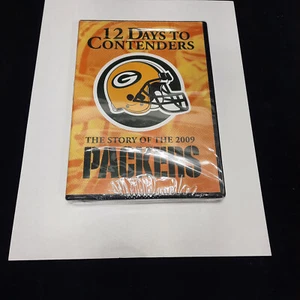 12 DAYS TO
CONTENDERS
G
THE STORY OF THE 2009
PACKERS